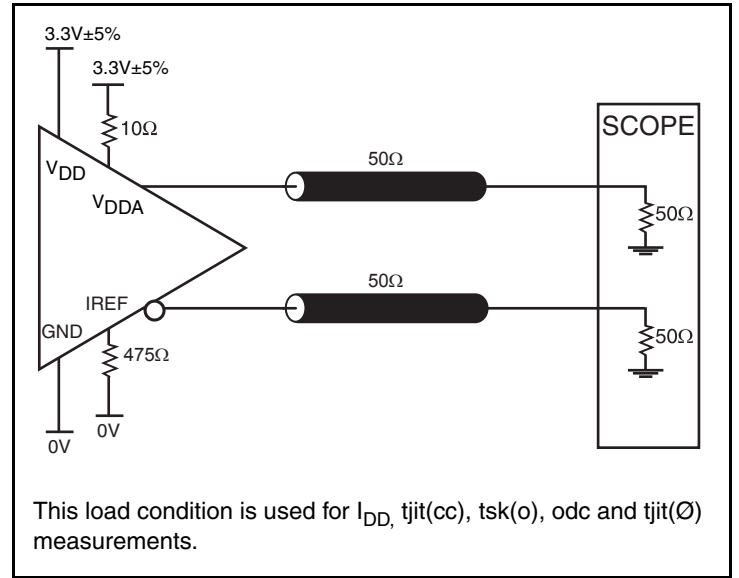 3.3V±5%
3.3V±5%
10Ω
SCOPE
50Ω
VDD
VDDA
50Ω
50Ω
IREF
GND
50Ω
475Ω
0V
0V
This load condition is used for IDD, tjit(cc), tsk(o), odc and tjit(Ø)
measurements.